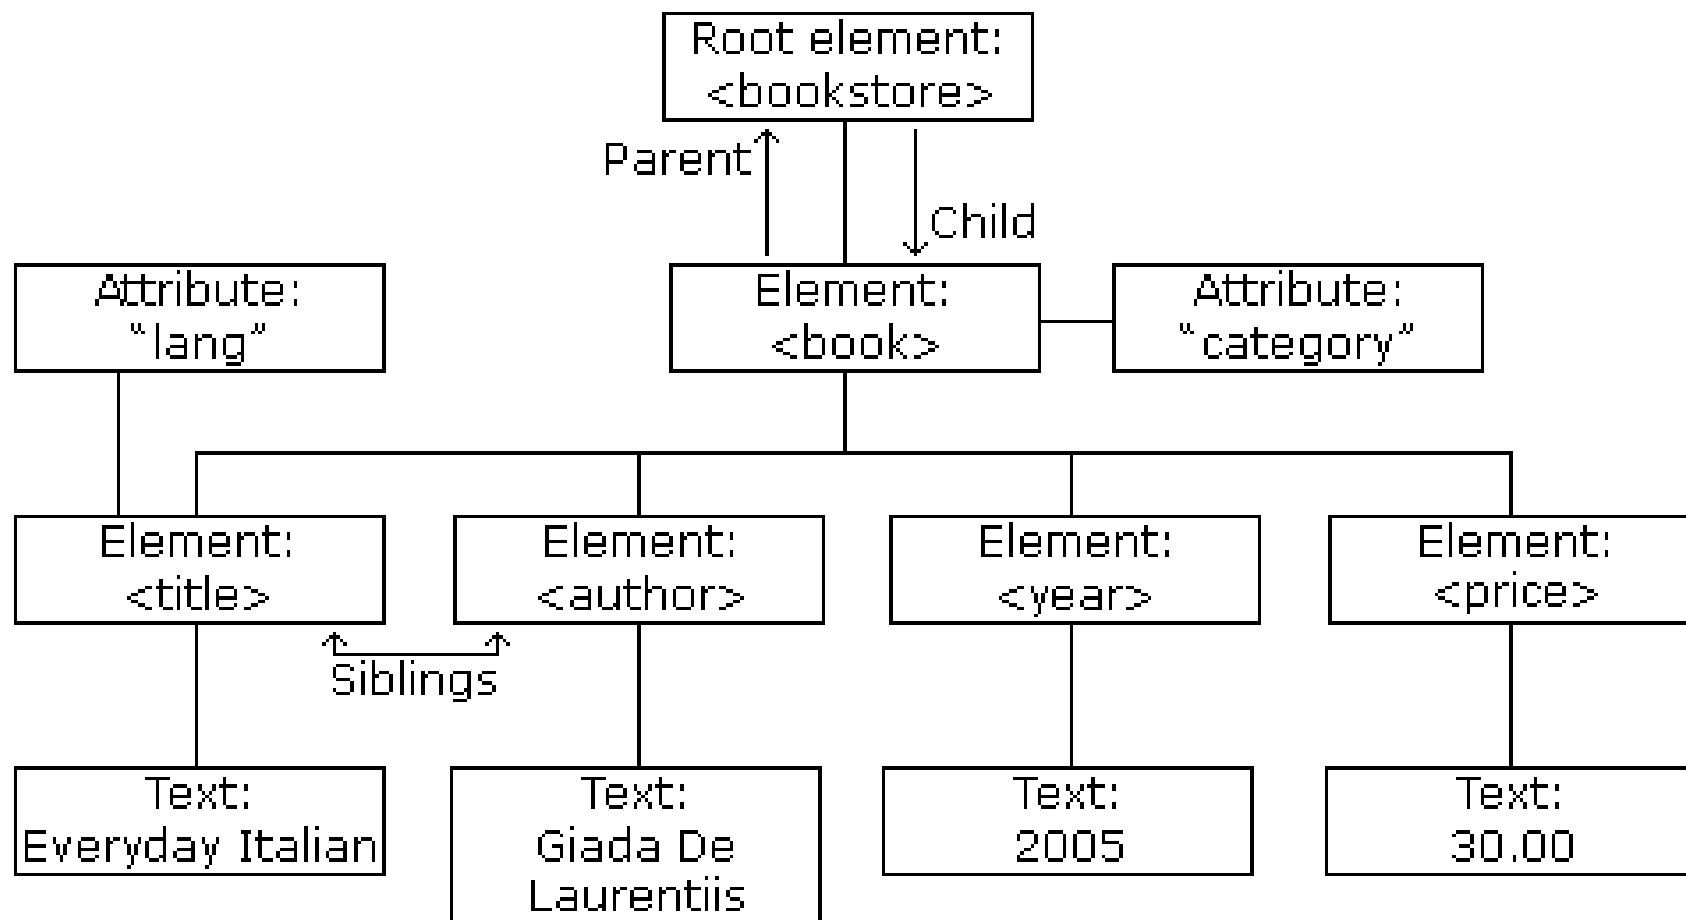 Root element:
<bookstore>
Parent
Child
Attribute:
“lang”
Element:
<book>
Attribute:
“category”
Element:
<title>
Element:
<author>
Element:
<year>
Element:
<price>
Siblings
Text:
Everyday Italian
Text:
Giada De
Laurentiis
Text:
2005
Text:
30.00